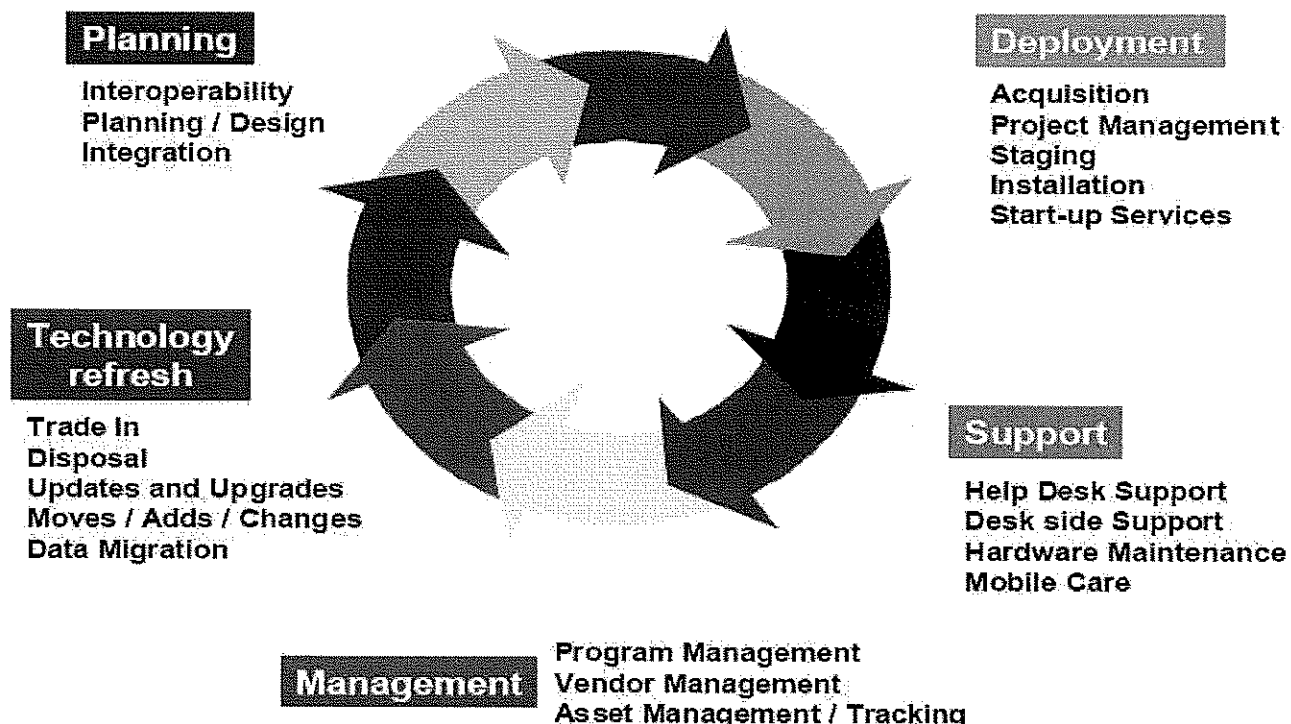 Planning
Interoperability
Planning / Design
Integration
Deployment
Acquisition
Project Management
Staging
Installation
Start-up Services
Technology
refresh
Trade In
Disposal
Updates and Upgrades
Moves / Adds / Changes
Data Migration
Support
Help Desk Support
Desk side Support
Hardware Maintenance
Mobile Care
Management
Program Management
Vendor Management
Asset Management / Tracking